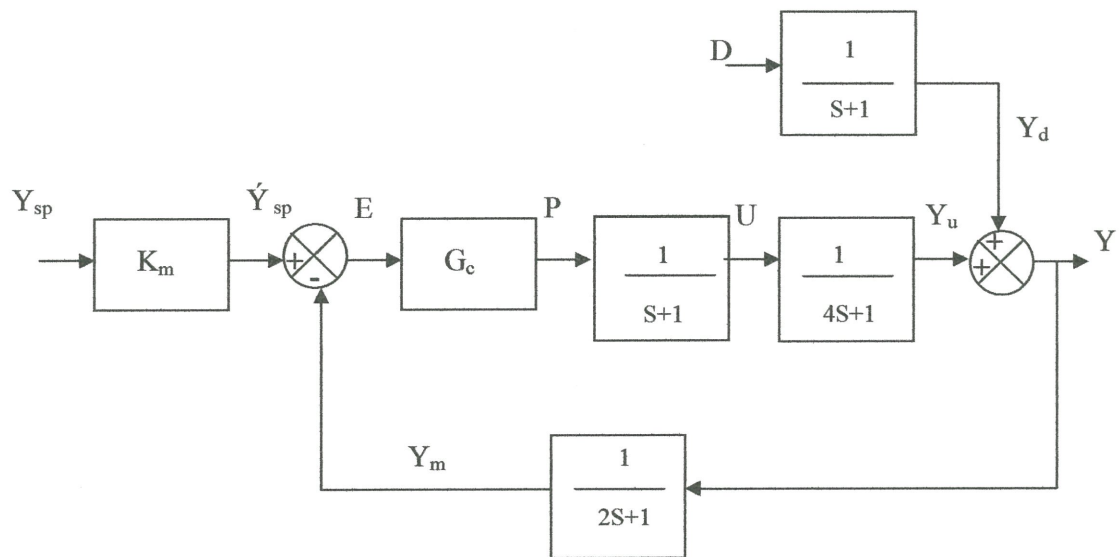 D
1
S+1
Y_d
Y_sp
K_m
Ý_sp
+
-
E
G_c
P
1
S+1
U
1
4S+1
Y_u
+
+
Y
Y_m
1
2S+1